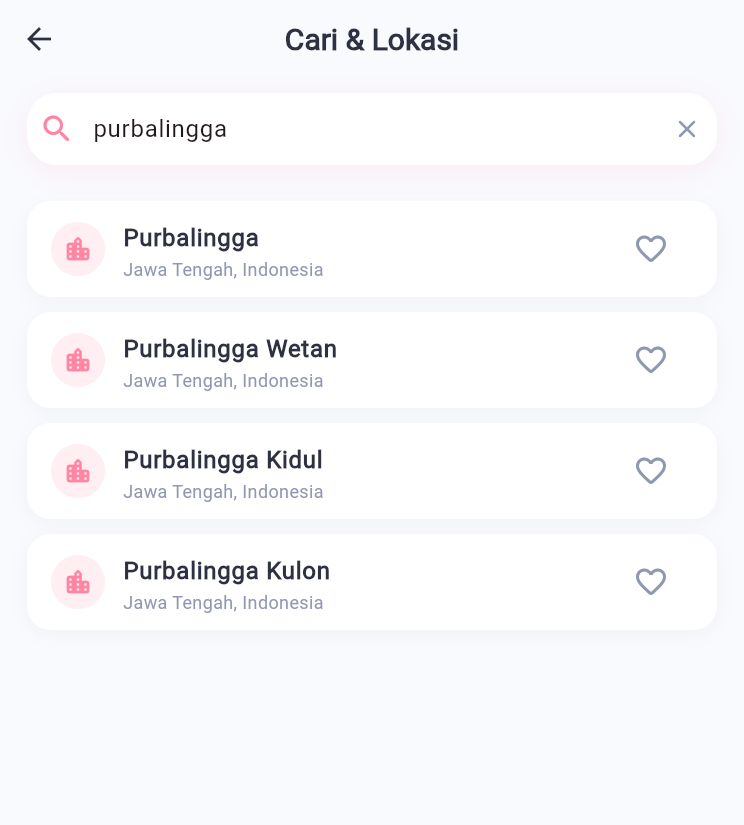 Cari & Lokasi
purbalingga
Purbalingga
Jawa Tengah, Indonesia
Purbalingga Wetan
Jawa Tengah, Indonesia
Purbalingga Kidul
Jawa Tengah, Indonesia
Purbalingga Kulon
Jawa Tengah, Indonesia